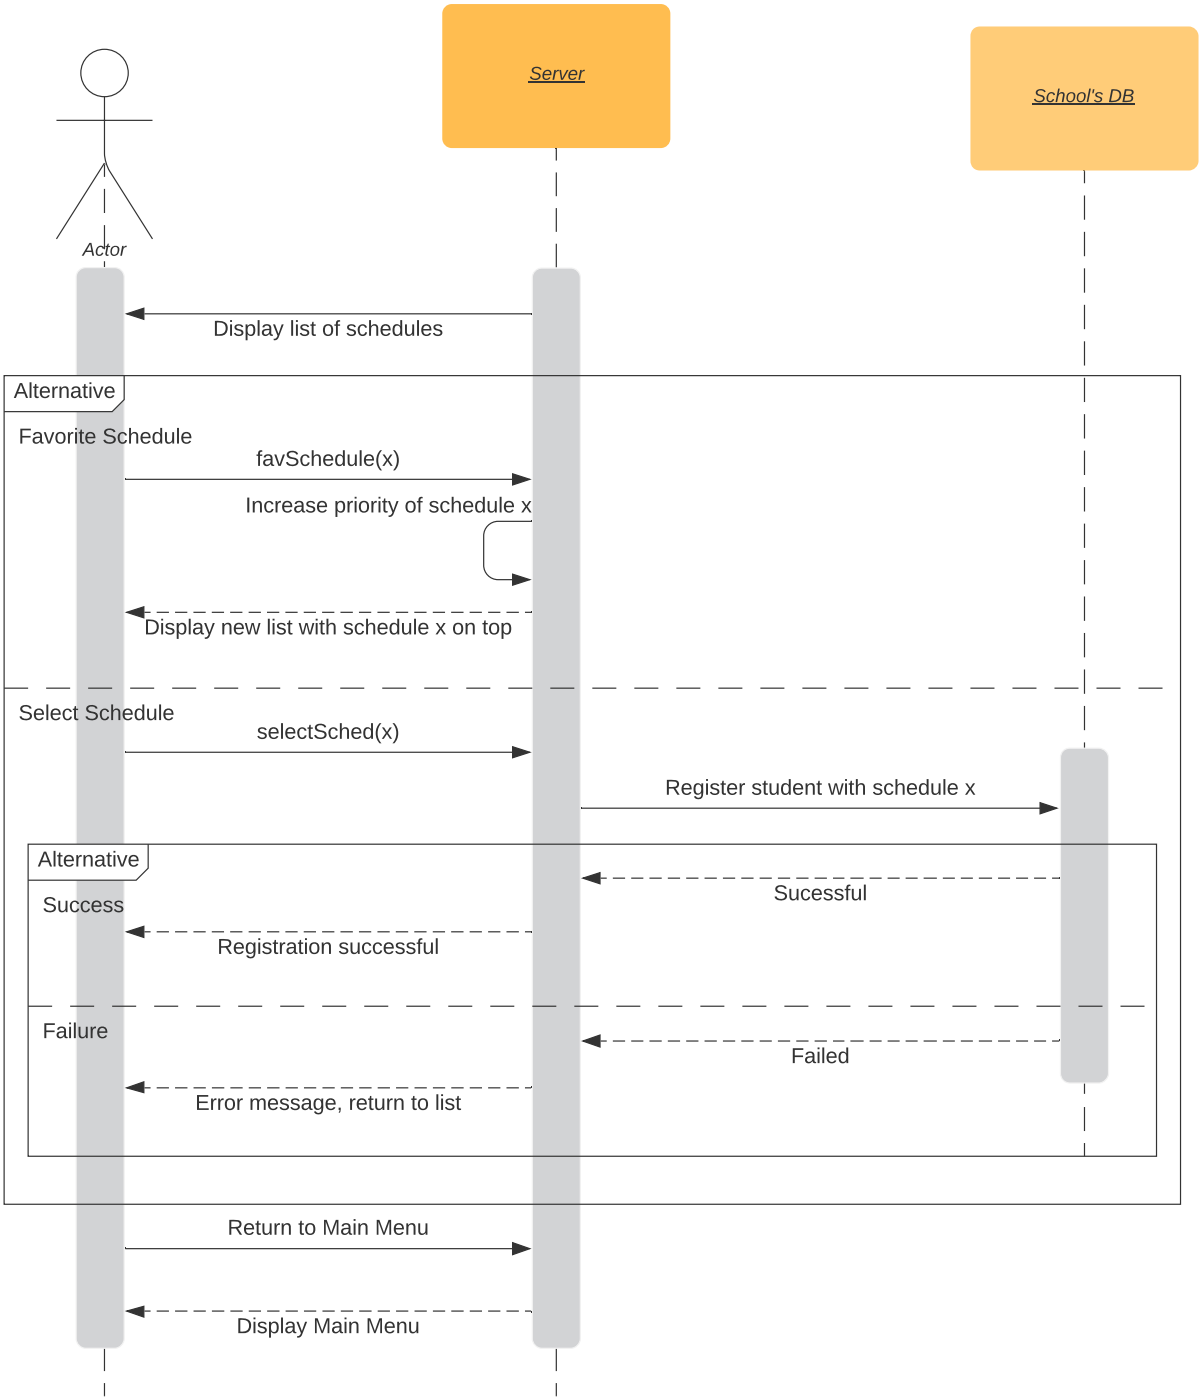 Server
School's DB
Actor
Display list of schedules
Alternative
Favorite Schedule
favSchedule(x)
Increase priority of schedule x
Display new list with schedule x on top
Select Schedule
selectSched(x)
Register student with schedule x
Alternative
Sucessful
Success
Registration successful
Failure
Failed
Error message, return to list
Return to Main Menu
Display Main Menu